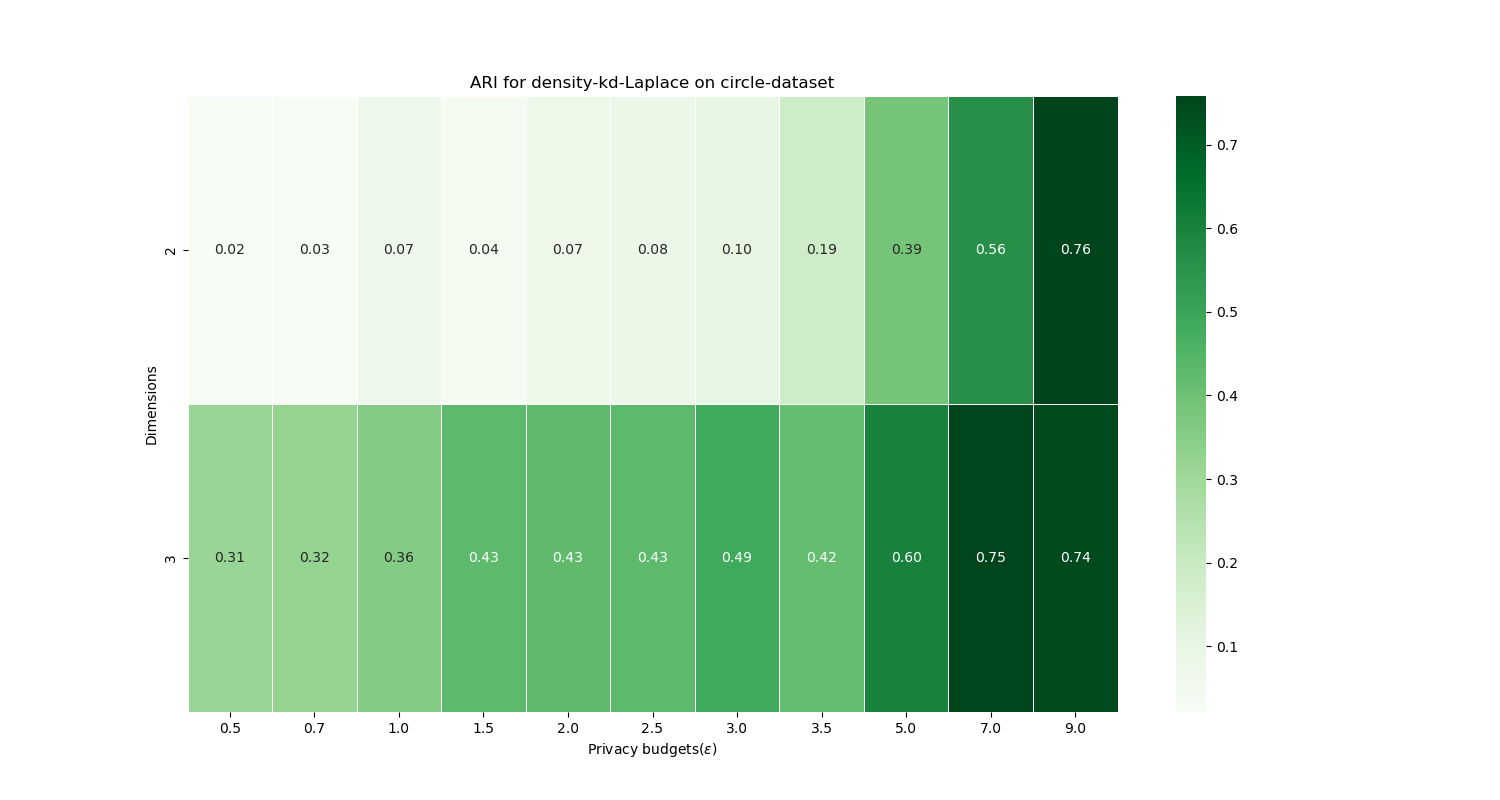 ARI for density-kd-Laplace on circle-dataset
Dimensions
2
0.02 0.03 0.07 0.04 0.07 0.08 0.10 0.19 0.39 0.56 0.76
3
0.31 0.32 0.36 0.43 0.43 0.43 0.49 0.42 0.60 0.75 0.74
0.5 0.7 1.0 1.5 2.0 2.5 3.0 3.5 5.0 7.0 9.0
Privacy budgets(ε)
0.7
0.6
0.5
0.4
0.3
0.2
0.1